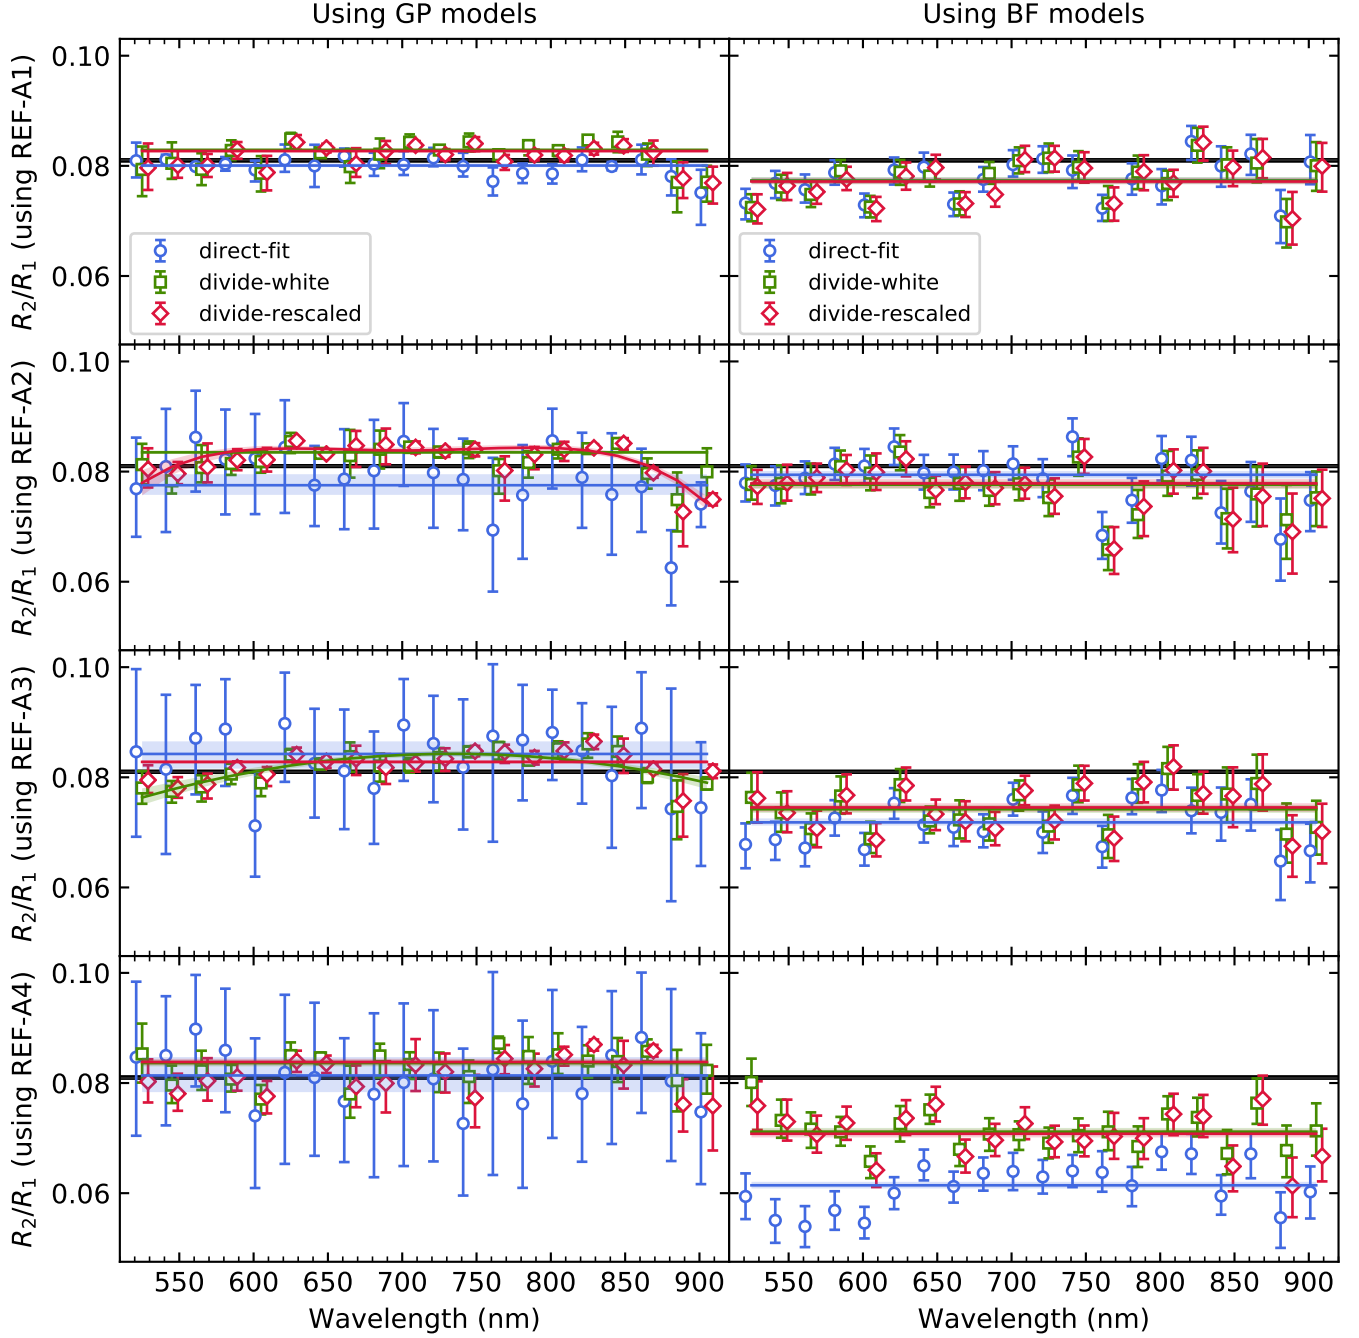 Using GP models
Using BF models
R2/R1 (using REF-A1)
0.10
0.08
0.06
direct-fit
divide-white
divide-rescaled
direct-fit
divide-white
divide-rescaled
R2/R1 (using REF-A2)
0.10
0.08
0.06
R2/R1 (using REF-A3)
0.10
0.08
0.06
R2/R1 (using REF-A4)
0.10
0.08
0.06
550 600 650 700 750 800 850 900
550 600 650 700 750 800 850 900
Wavelength (nm)
Wavelength (nm)